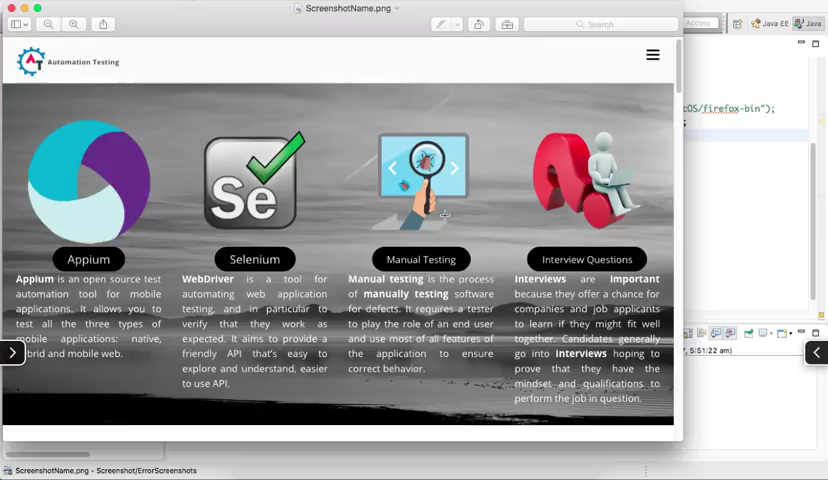 ScreenshotName.png
Search
Access
Java EE
Java
AT Automation Testing
cOS/firefox-bin");
;
Se
Appium
Selenium
Manual Testing
Interview Questions
Appium is an open source test
automation tool for mobile
applications. It allows you to
test all the three types of
mobile applications: native,
hybrid and mobile web.
WebDriver is a tool for
automating web application
testing, and in particular to
verify that they work as
expected. It aims to provide a
friendly API that's easy to
explore and understand, easier
to use API.
Manual testing is the process
of manually testing software
for defects. It requires a tester
to play the role of an end user
and use most of all features of
the application to ensure
correct behavior.
Interviews are important
because they offer a chance for
companies and job applicants
to learn if they might fit well
together. Candidates generally
go into interviews hoping to
prove that they have the
mindset and qualifications to
perform the job in question.
7, 5:51:22 AM)
ScreenshotName.png - Screenshot/ErrorScreenshots